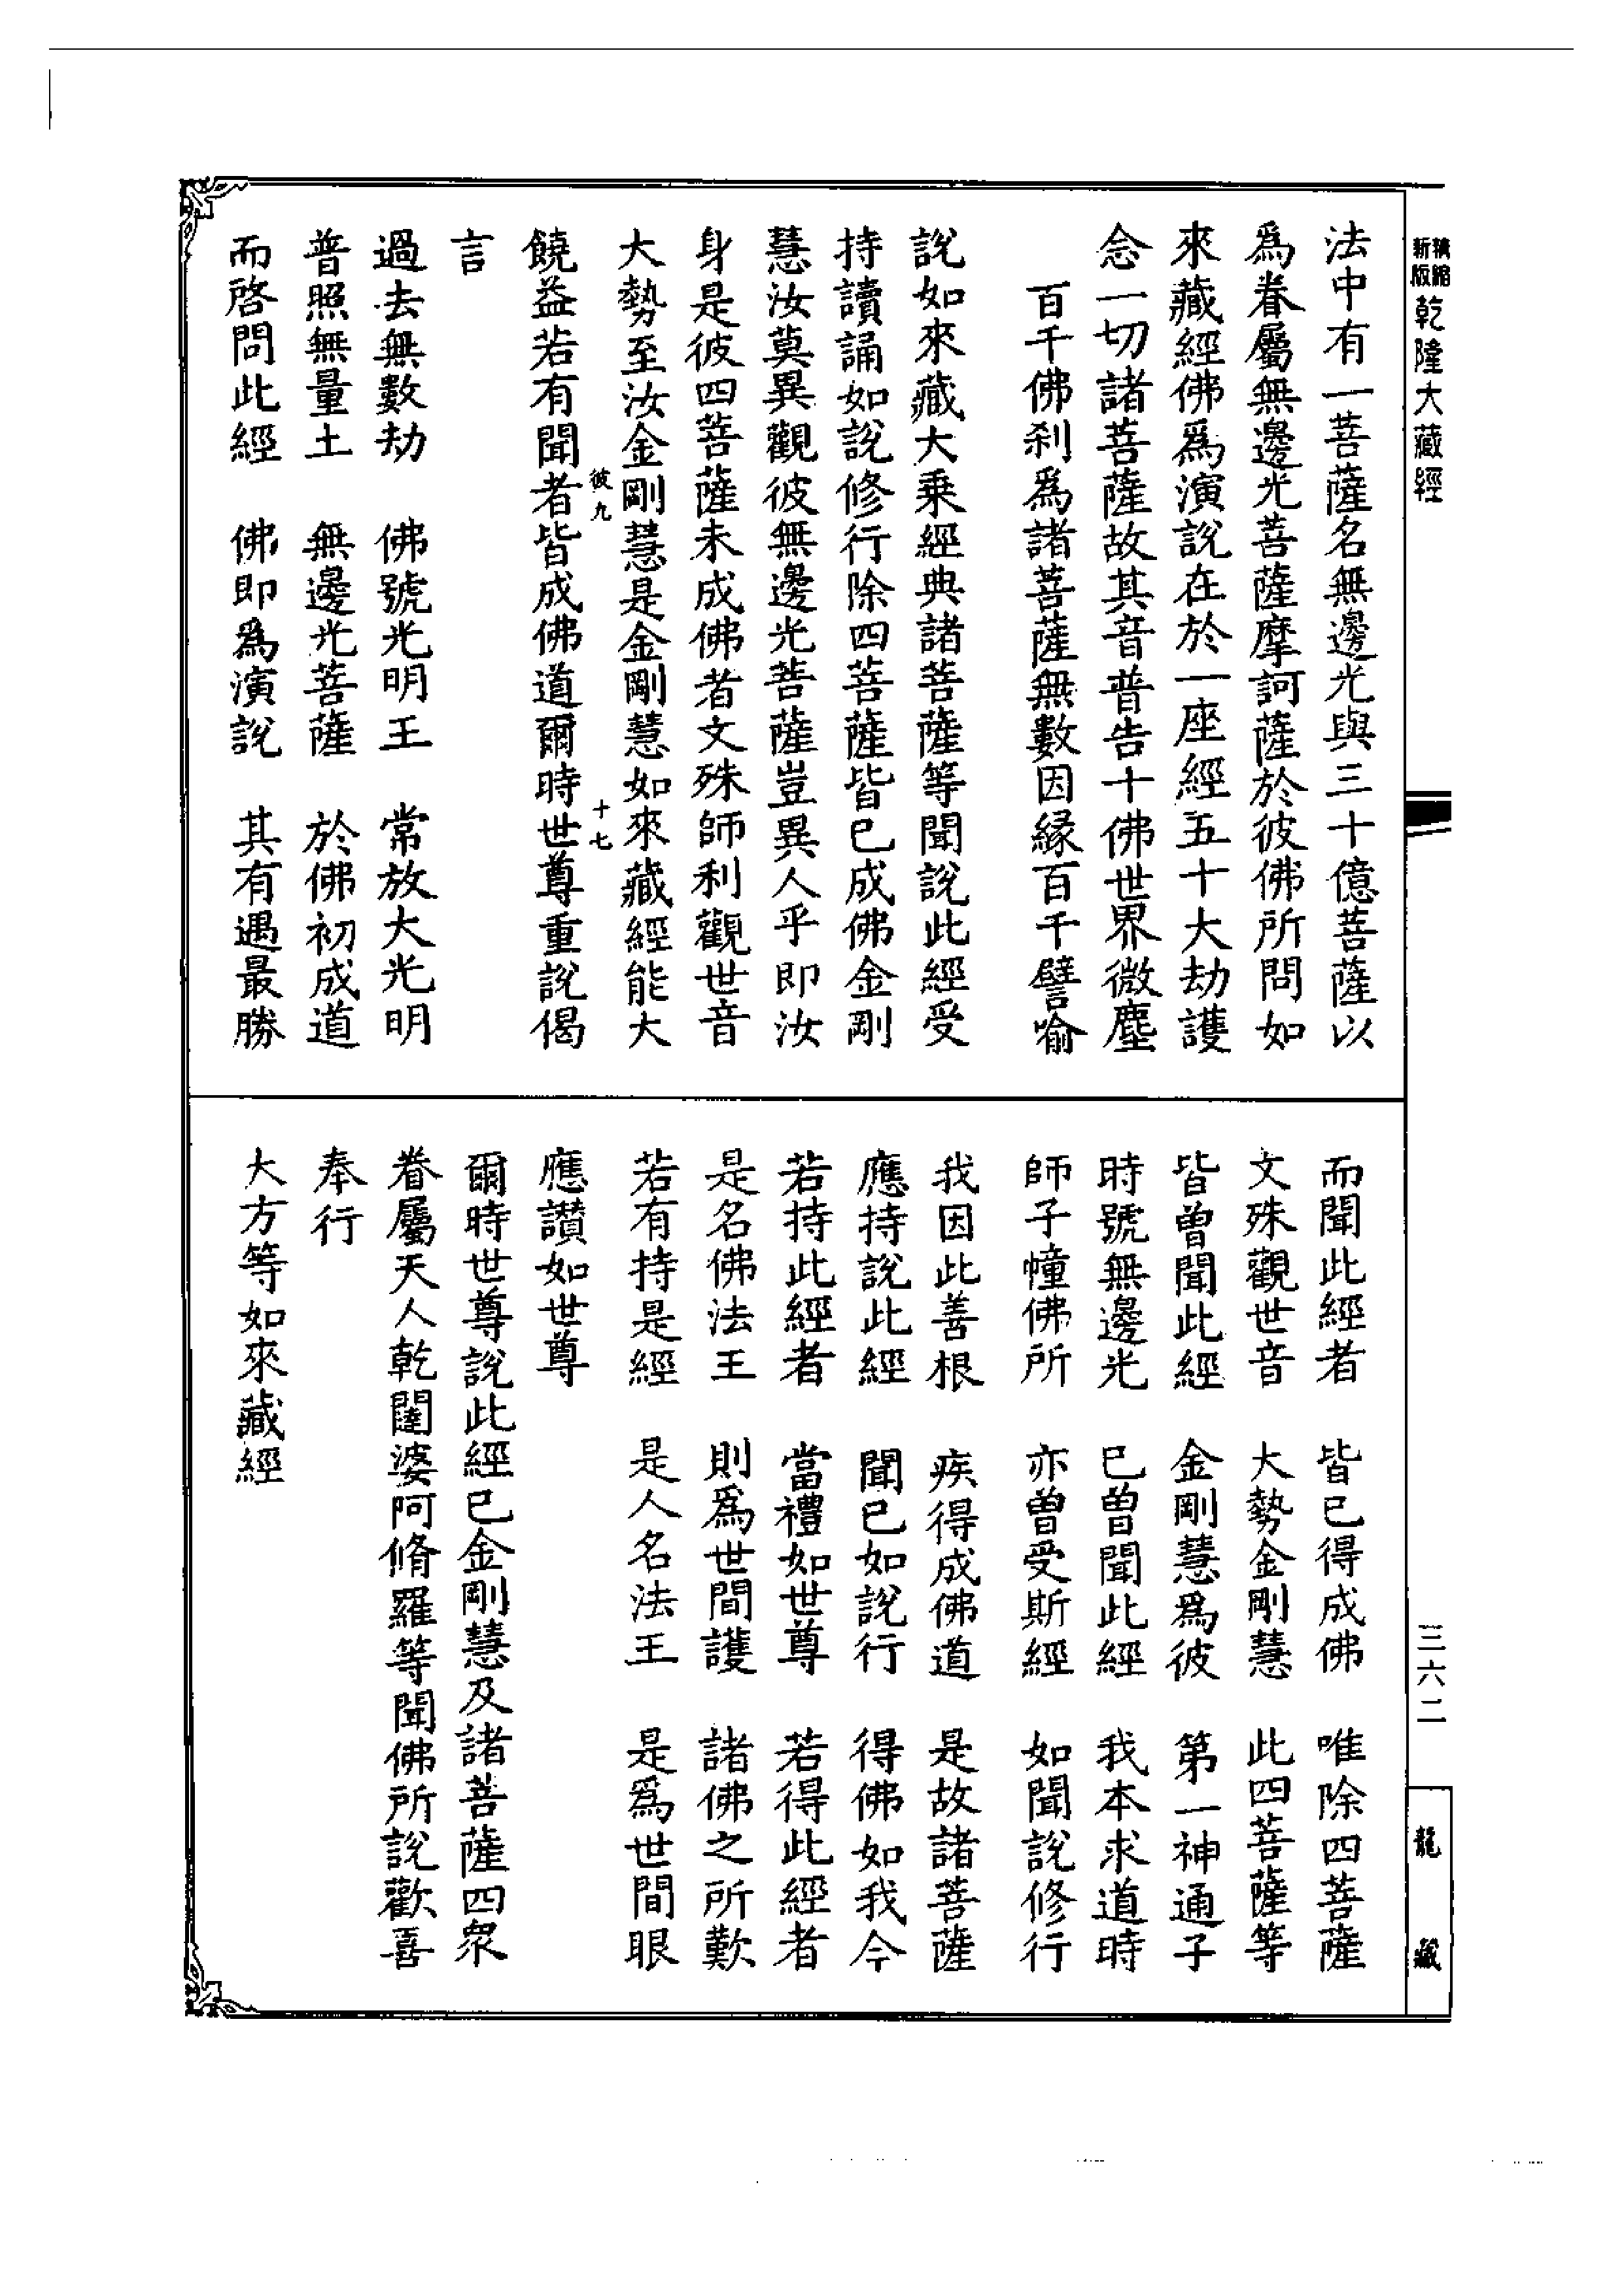 精縮新版 乾隆大藏經
法中有一菩薩名無邊光與三十億菩薩以
爲眷屬無邊光菩薩摩訶薩於彼佛所問如
來藏經佛爲演說在於一座經五十大劫護
念一切諸菩薩故其音普告十佛世界微塵
百千佛刹爲諸菩薩無數因緣百千譬喻
說如來藏大乗經典諸菩薩等聞說此經受
持讀誦如說修行除四菩薩皆已成佛金剛
慧汝莫異觀彼無邊光菩薩豈異人乎即汝
身是彼四菩薩未成佛者文殊師利觀世音
大勢至汝金剛慧是金剛慧如來藏經能大
彼九 十七
饒益若有聞者皆成佛道爾時世尊重說偈
言
過去無數劫 佛號光明王 常放大光明
普照無量土 無邊光菩薩 於佛初成道
而啓問此經 佛即爲演說 其有遇最勝
而聞此經者 皆已得成佛 唯除四菩薩
文殊觀世音 大勢金剛慧 此四菩薩等
皆曾聞此經 金剛慧爲彼 第一神通子
時號無邊光 已曾聞此經 我本求道時
師子幢佛所 亦曾受斯經 如聞說修行
我因此善根 疾得成佛道 是故諸菩薩
應持說此經 聞已如說行 得佛如我今
若持此經者 當禮如世尊 若得此經者
是名佛法王 則爲世間護 諸佛之所歎
若有持是經 是人名法王 是爲世間眼
應讃如世尊
爾時世尊說此經已金剛慧及諸菩薩四衆
眷屬天人乾闥婆阿脩羅等聞佛所說歡喜
奉行
大方等如來藏經
三六二
龍藏